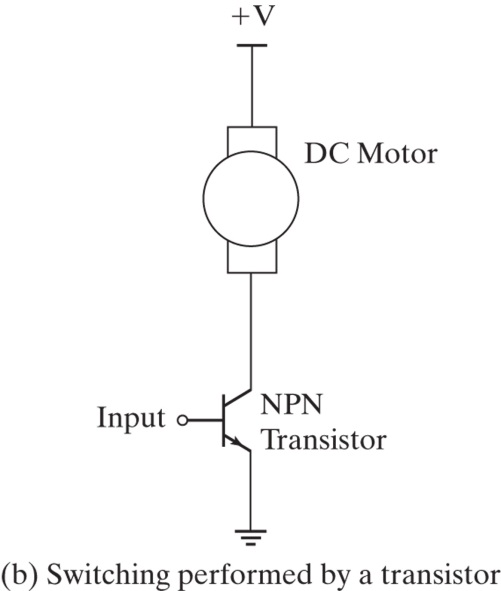 +V
DC Motor
Input
NPN
Transistor
(b) Switching performed by a transistor